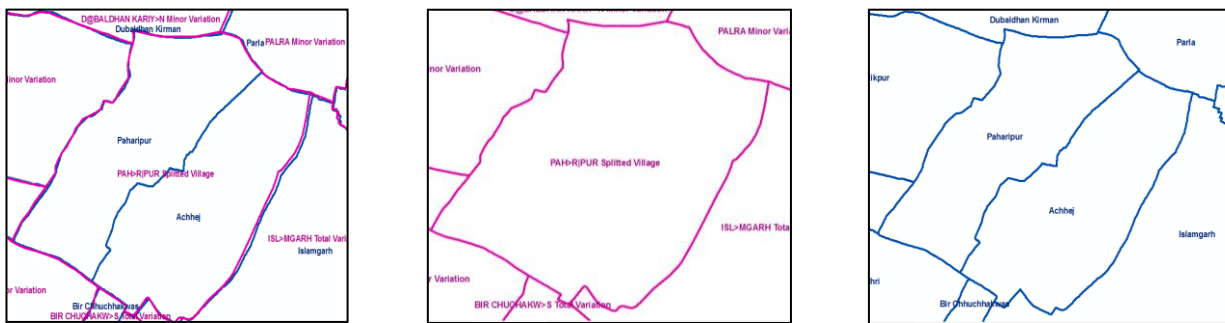 D@BALDHAN KARIY>N Minor Variation
Dubaldhan Kirman
Parla PALRA Minor Variation
inor Variation
Paharipur
PAH>R|PUR Splitted Village
Achhej
ISL>MGARH Total Vari
Islamgarh
or Variation
Bir Chhuchhakwas
BIR CHUCHAKW>S Total Variation
PALRA Minor Varia
inor Variation
PAH>R|PUR Splitted Village
ISL>MGARH Total
r Variation
BIR CHUCHAKW>S Total Variation
Dubaldhan Kirman
Parla
ikpur
Paharipur
Achhej
Islamgarh
hri
Bir Chhuchhakwas